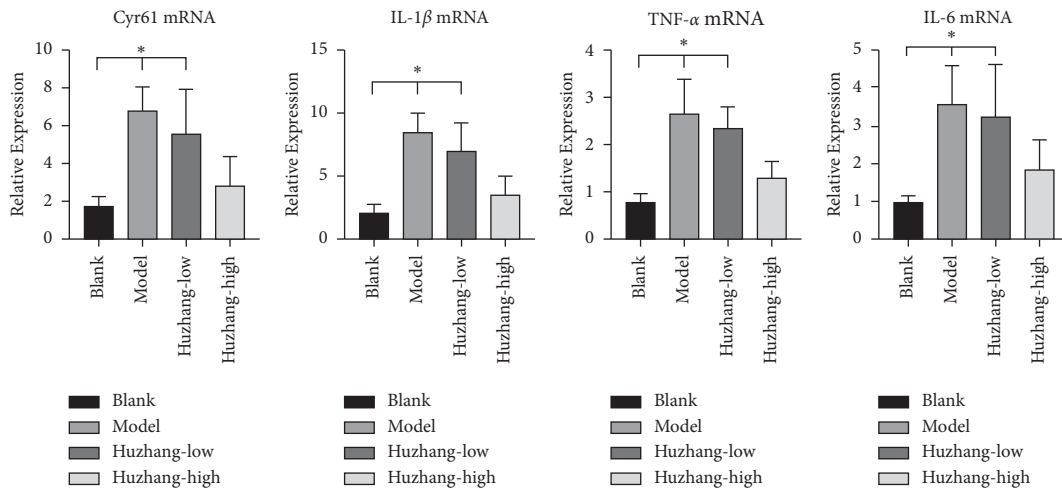 Cyr61 mRNA
Relative Expression
10
8
6
4
2
0
*
Blank
Model
Huzhang-low
Huzhang-high
Blank
Model
Huzhang-low
Huzhang-high
IL-1β mRNA
Relative Expression
15
10
5
0
*
Blank
Model
Huzhang-low
Huzhang-high
Blank
Model
Huzhang-low
Huzhang-high
TNF-α mRNA
Relative Expression
4
3
2
1
0
*
Blank
Model
Huzhang-low
Huzhang-high
Blank
Model
Huzhang-low
Huzhang-high
IL-6 mRNA
Relative Expression
5
4
3
2
1
0
*
Blank
Model
Huzhang-low
Huzhang-high
Blank
Model
Huzhang-low
Huzhang-high